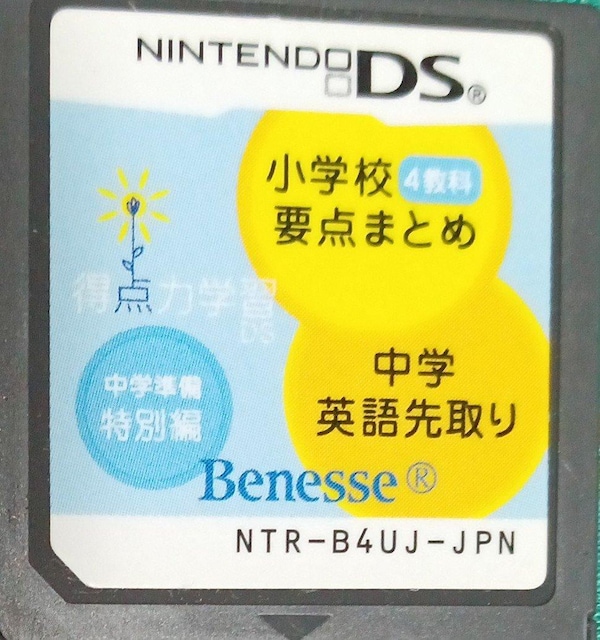 NINTENDO DS®
小学校 4教科
要点まとめ
得点力学習
DS
中学準備
特別編
中学
英語先取り
Benesse®
NTR-B4UJ-JPN